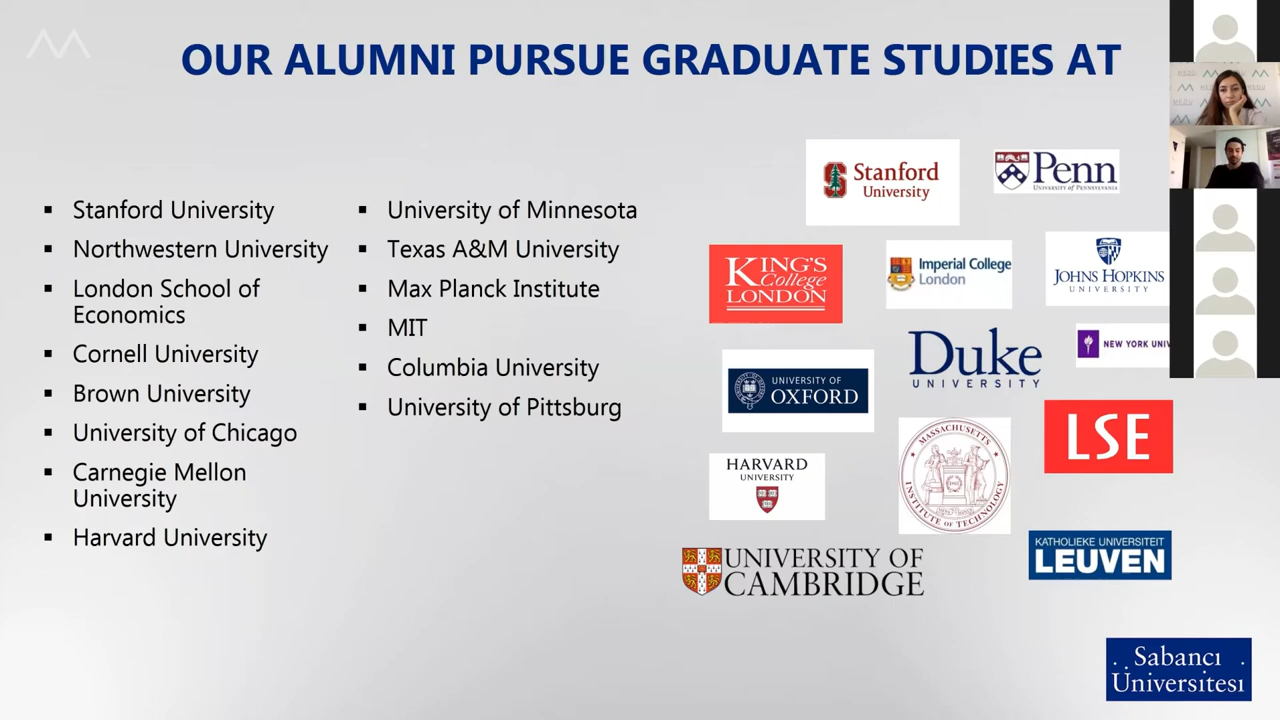 OUR ALUMNI PURSUE GRADUATE STUDIES AT
▪ Stanford University
▪ Northwestern University
▪ London School of
Economics
▪ Cornell University
▪ Brown University
▪ University of Chicago
▪ Carnegie Mellon
University
▪ Harvard University
▪ University of Minnesota
▪ Texas A&M University
▪ Max Planck Institute
▪ MIT
▪ Columbia University
▪ University of Pittsburg
Stanford
University
Penn
UNIVERSITY of PENNSYLVANIA
KING'S
College
LONDON
Imperial College
London
JOHNS HOPKINS
UNIVERSITY
DUKE
UNIVERSITY
NEW YORK UNIV
UNIVERSITY OF
OXFORD
LSE
HARVARD
UNIVERSITY
MASSACHUSETTS
INSTITUTE OF TECHNOLOGY
UNIVERSITY OF
CAMBRIDGE
KATHOLIEKE UNIVERSITEIT
LEUVEN
Sabancı
Üniversitesi